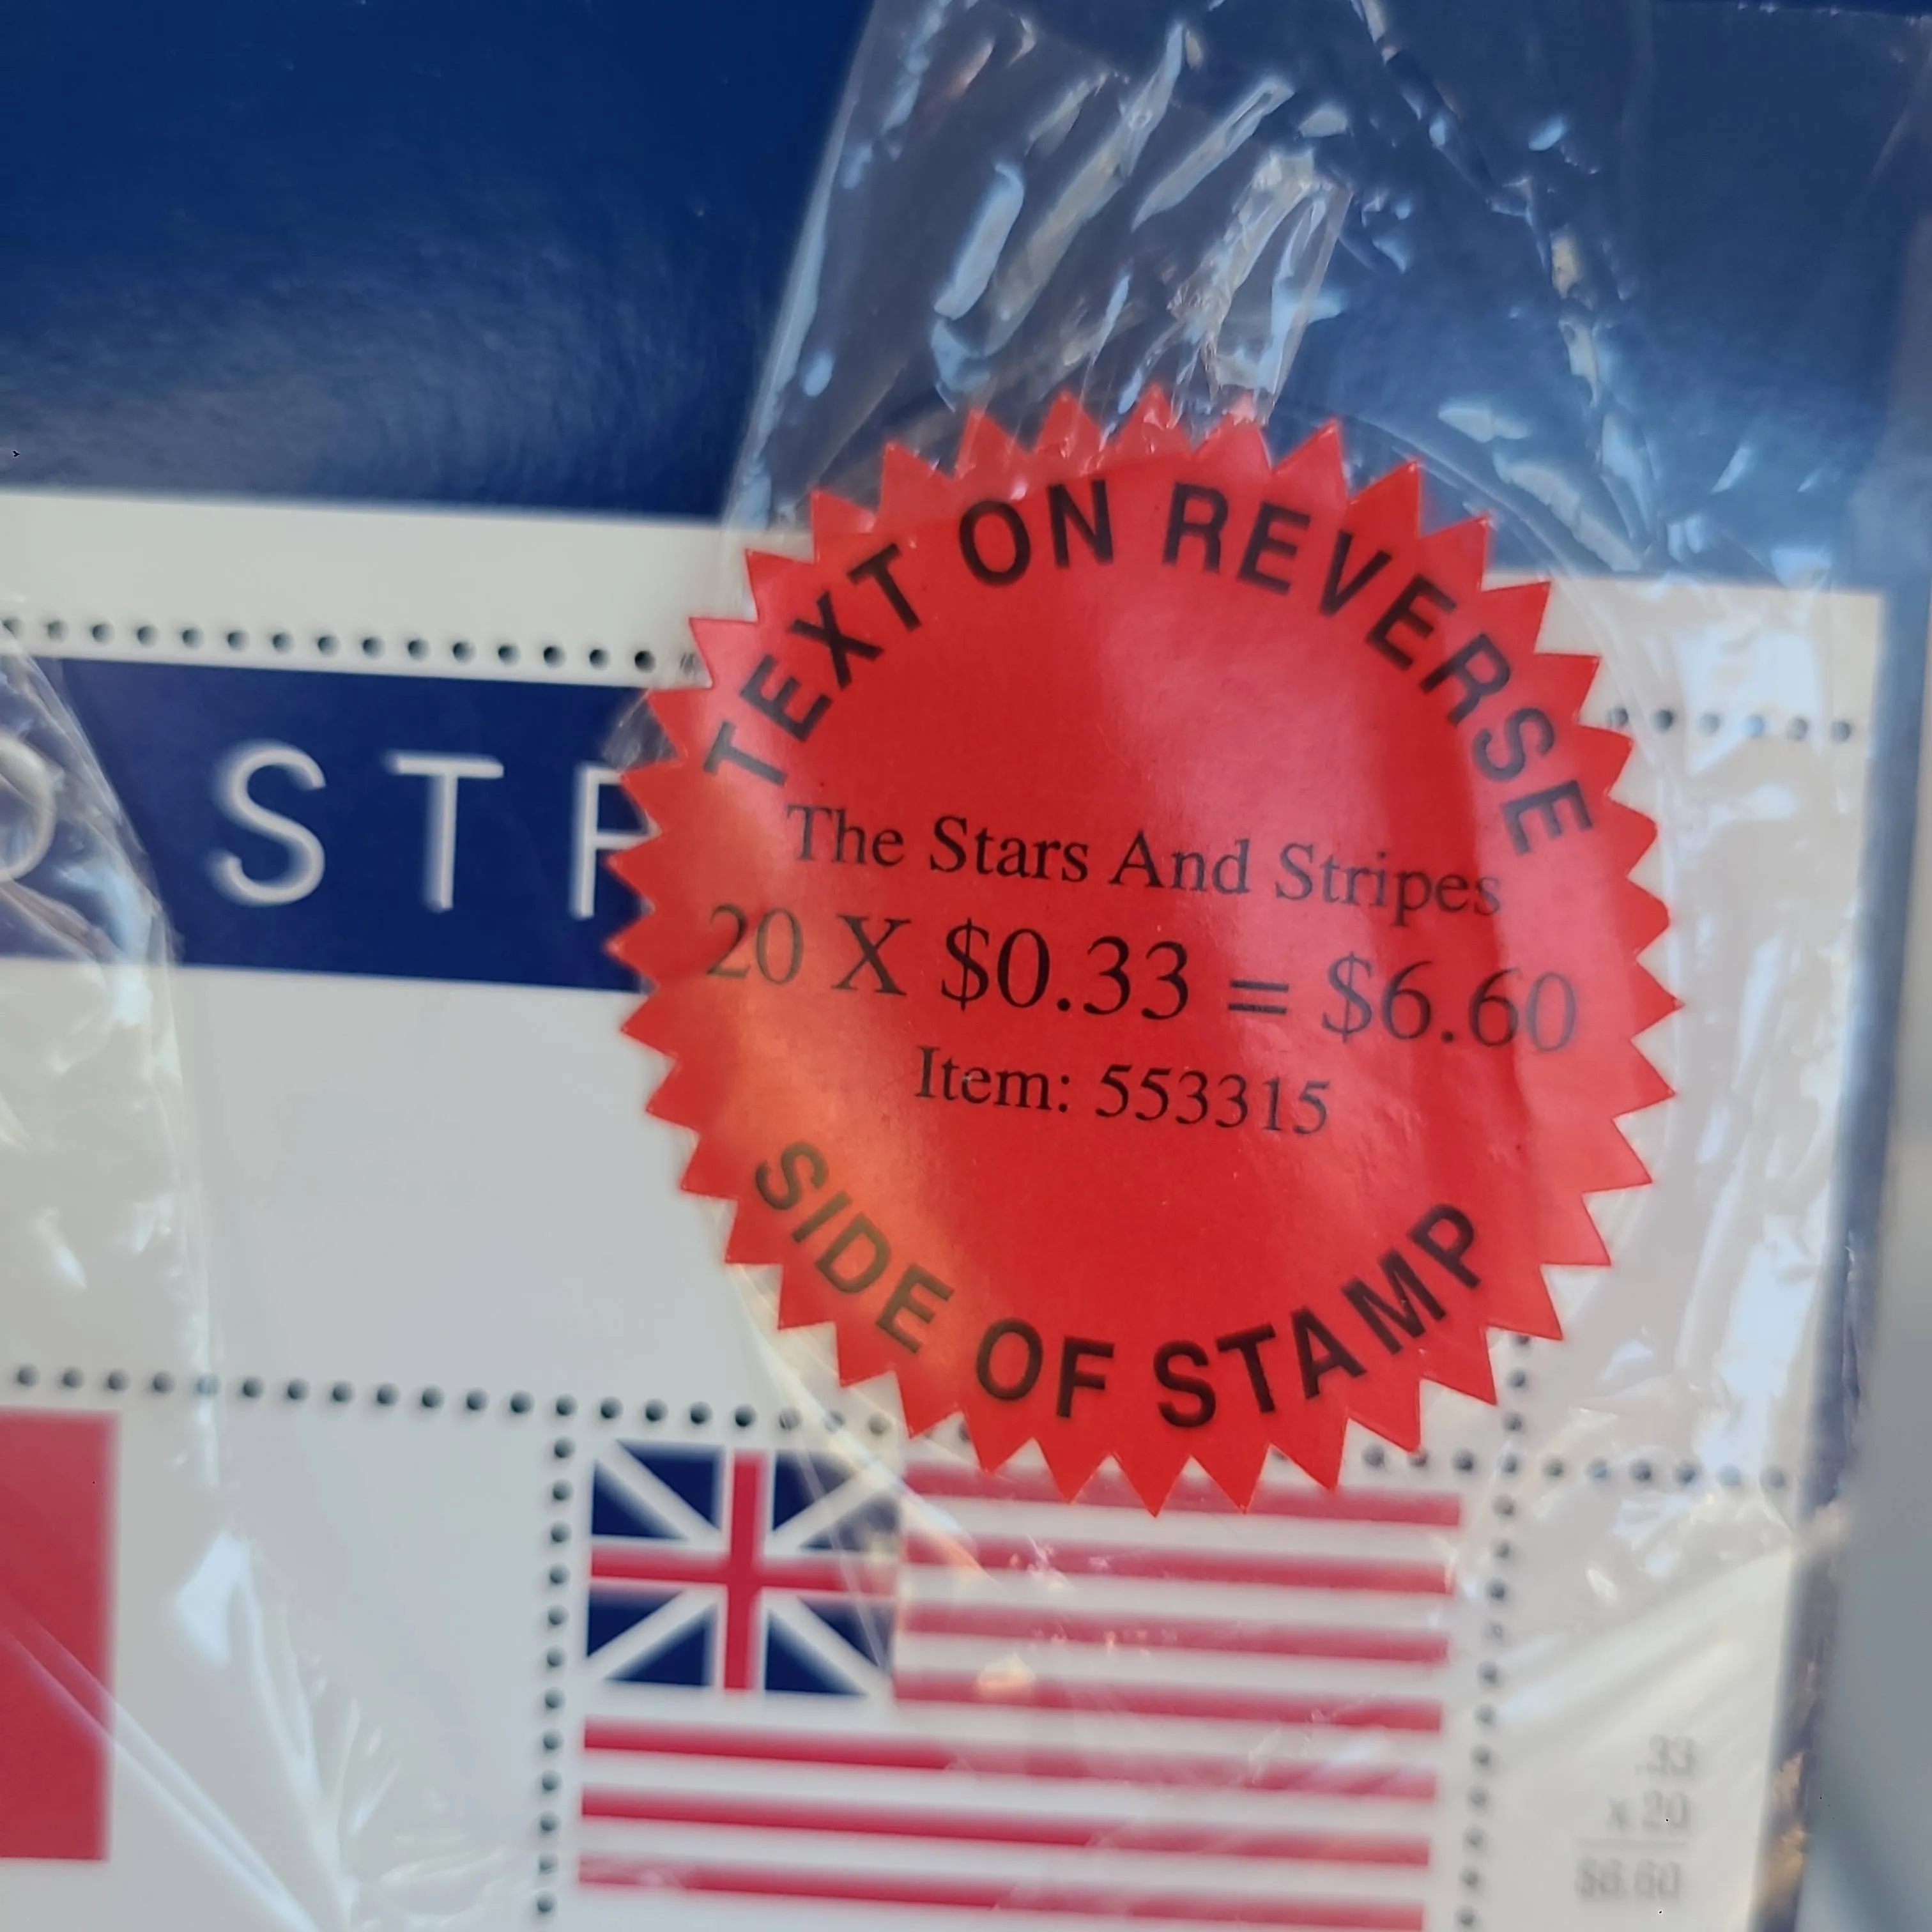 TEXT ON REVERSE
STR
The Stars And Stripes
20 X $0.33 = $6.60
Item: 553315
SIDE OF STAMP
.33
x 20
$6.60